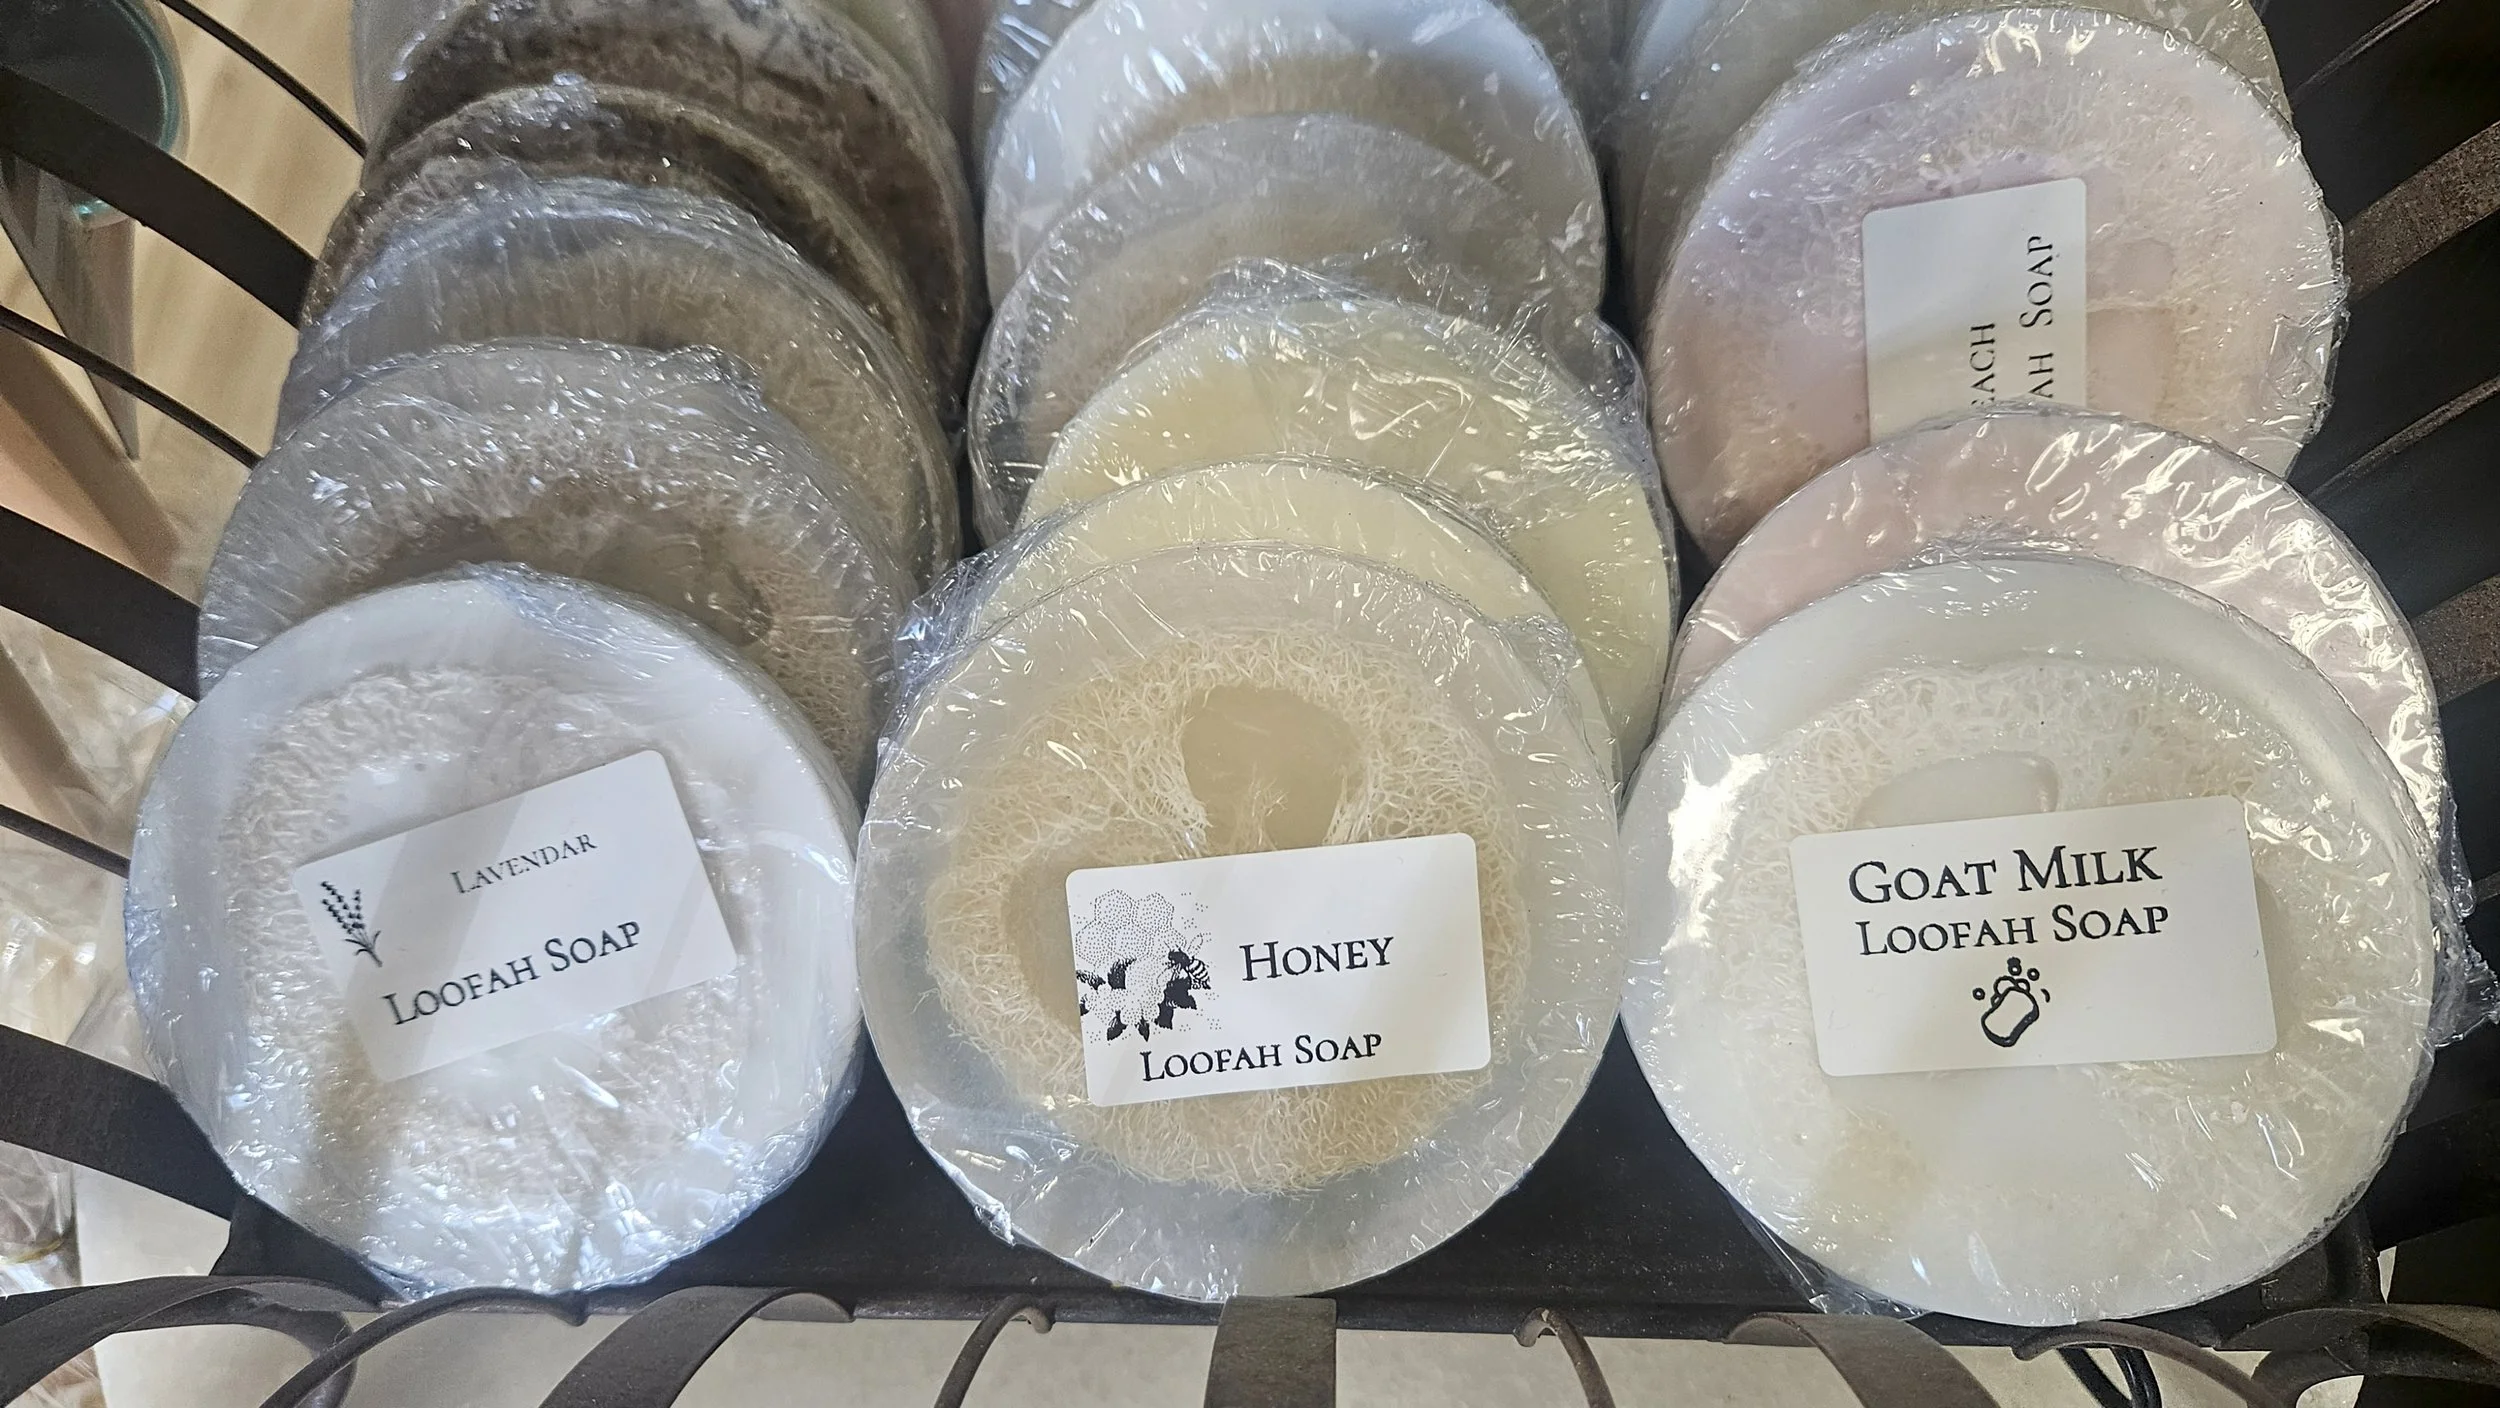 LAVENDAR
LOOFAH SOAP
HONEY
LOOFAH SOAP
GOAT MILK
LOOFAH SOAP
EACH
AH SOAP